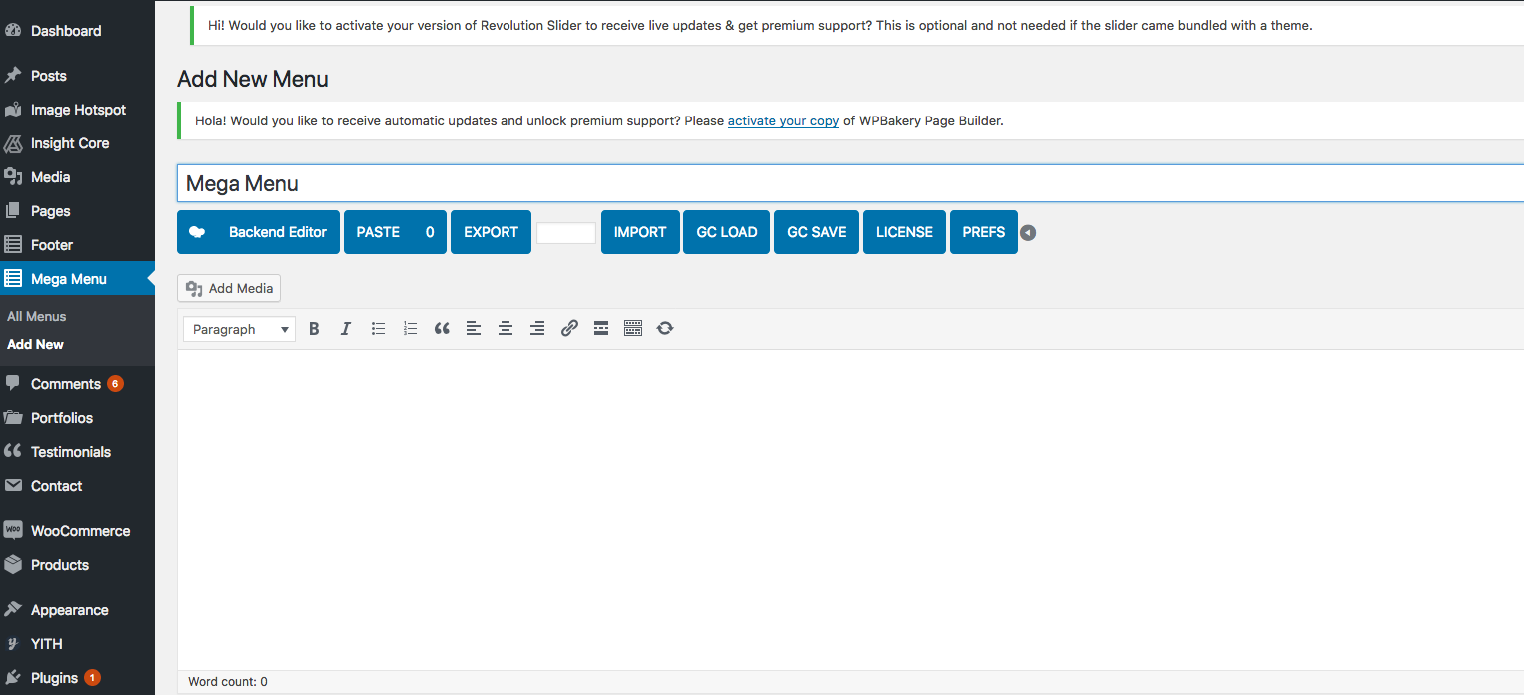 Dashboard
Posts
Image Hotspot
Insight Core
Media
Pages
Footer
Mega Menu
All Menus
Add New
Comments 6
Portfolios
Testimonials
Contact
WOO WooCommerce
Products
Appearance
YITH
Plugins 1
Hi! Would you like to activate your version of Revolution Slider to receive live updates & get premium support? This is optional and not needed if the slider came bundled with a theme.
Add New Menu
Hola! Would you like to receive automatic updates and unlock premium support? Please activate your copy of WPBakery Page Builder.
Mega Menu
Backend Editor PASTE 0 EXPORT IMPORT GC LOAD GC SAVE LICENSE PREFS
Add Media
Paragraph B I
Word count: 0